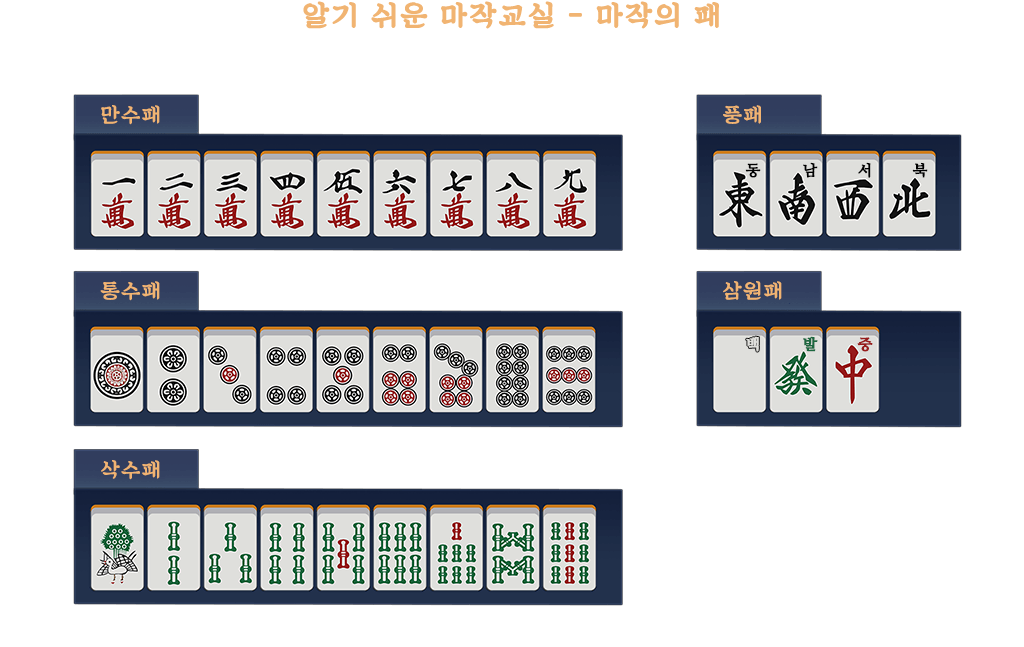 알기 쉬운 마작교실 - 마작의 패
만수패
一 二 三 四 伍 六 七 八 九
萬 萬 萬 萬 萬 萬 萬 萬 萬
풍패
동 남 서 북
東 南 西 北
통수패
삼원패
백 발 중
發 中
삭수패